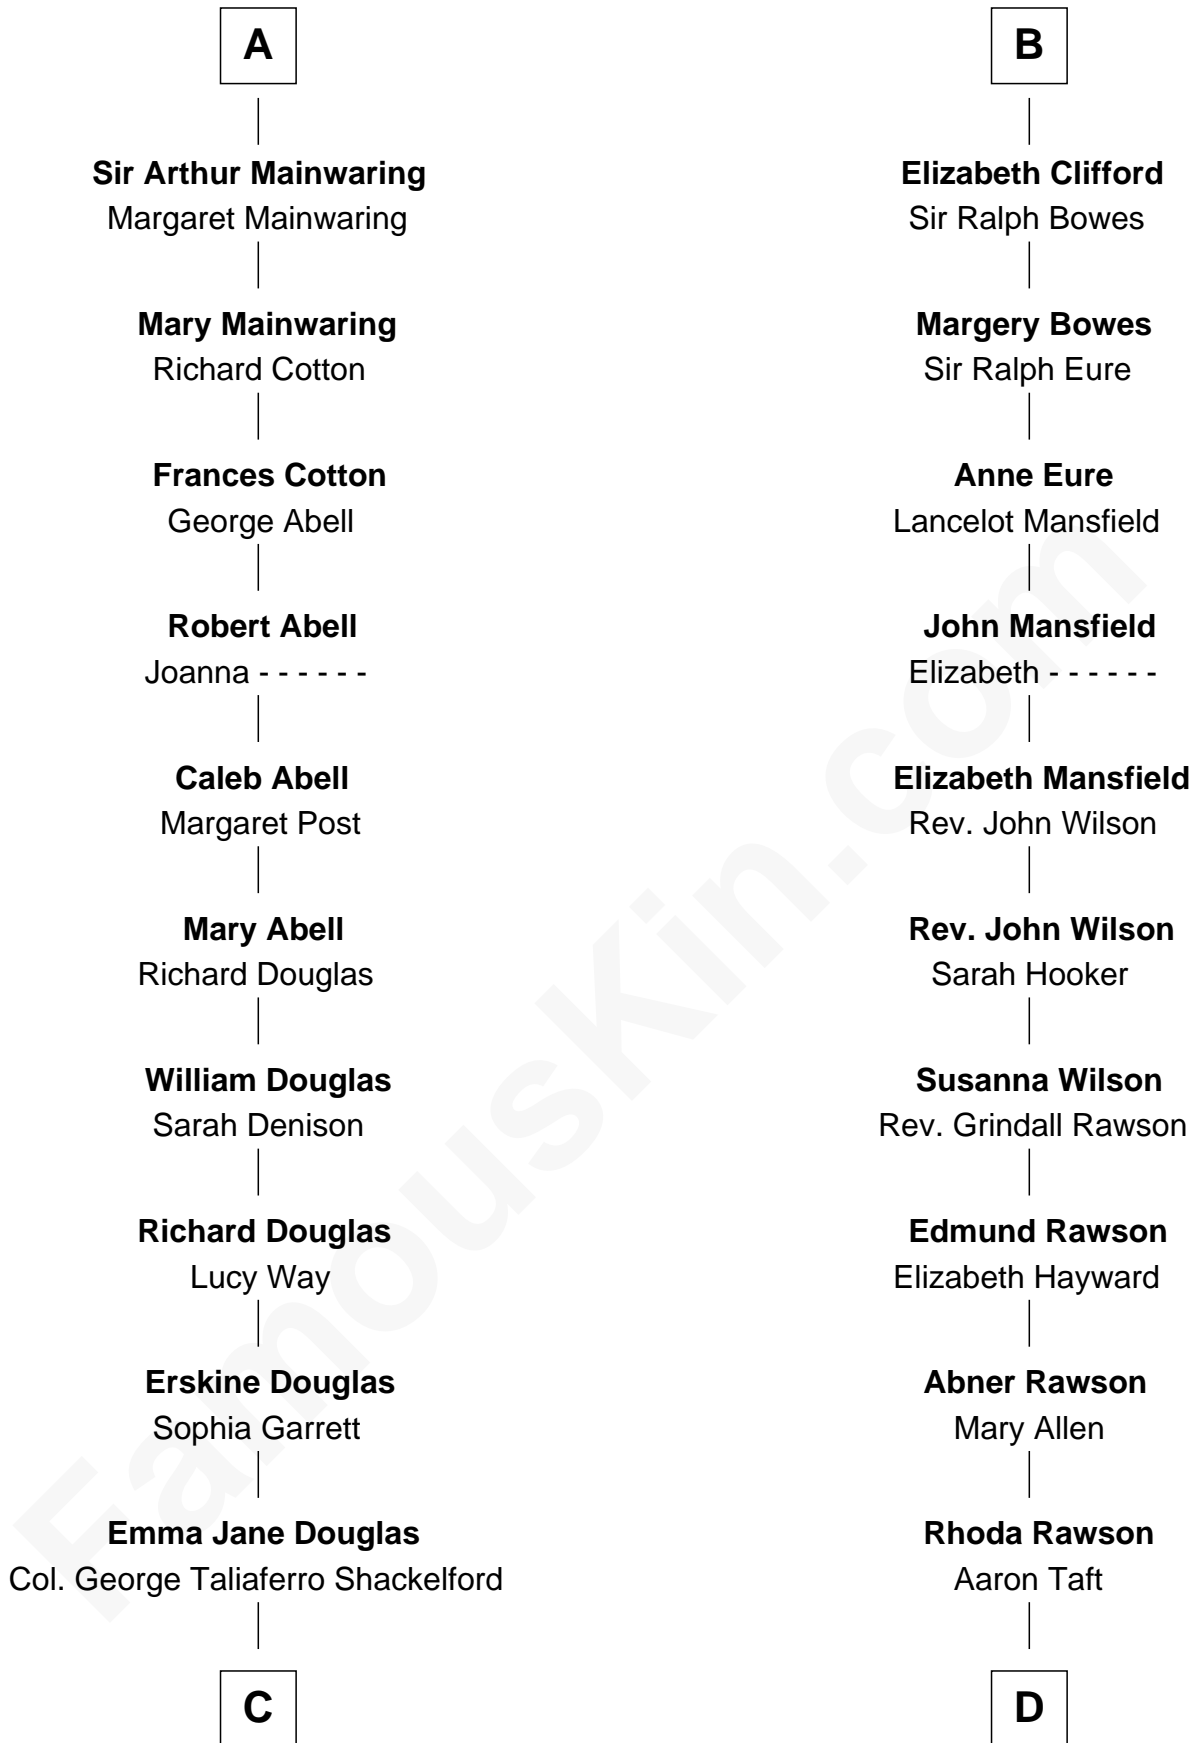 A
Sir Arthur Mainwaring
Margaret Mainwaring
Mary Mainwaring
Richard Cotton
Frances Cotton
George Abell
Robert Abell
Joanna - - - - - -
Caleb Abell
Margaret Post
Mary Abell
Richard Douglas
William Douglas
Sarah Denison
Richard Douglas
Lucy Way
Erskine Douglas
Sophia Garrett
Emma Jane Douglas
Col. George Taliaferro Shackelford
C
B
Elizabeth Clifford
Sir Ralph Bowes
Margery Bowes
Sir Ralph Eure
Anne Eure
Lancelot Mansfield
John Mansfield
Elizabeth - - - - - -
Elizabeth Mansfield
Rev. John Wilson
Rev. John Wilson
Sarah Hooker
Susanna Wilson
Rev. Grindall Rawson
Edmund Rawson
Elizabeth Hayward
Abner Rawson
Mary Allen
Rhoda Rawson
Aaron Taft
D
FamousKin.com